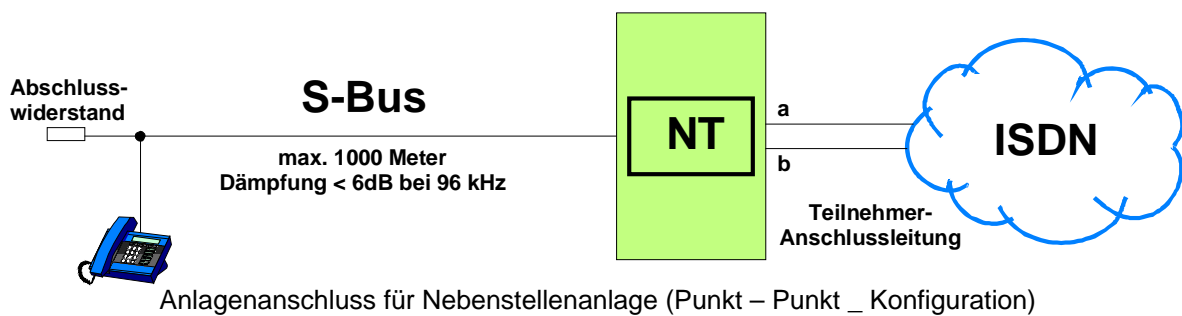 Abschluss-
widerstand
S-Bus
max. 1000 Meter
Dämpfung < 6dB bei 96 kHz
NT
a
b
Teilnehmer-
Anschlussleitung
ISDN
Anlagenanschluss für Nebenstellenanlage (Punkt – Punkt _ Konfiguration)